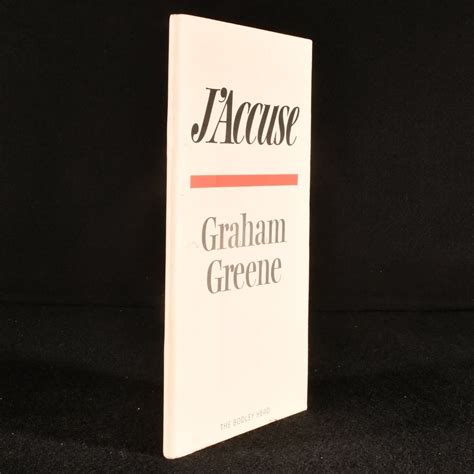 J'Accuse
Graham
Greene
THE BODLEY HEAD